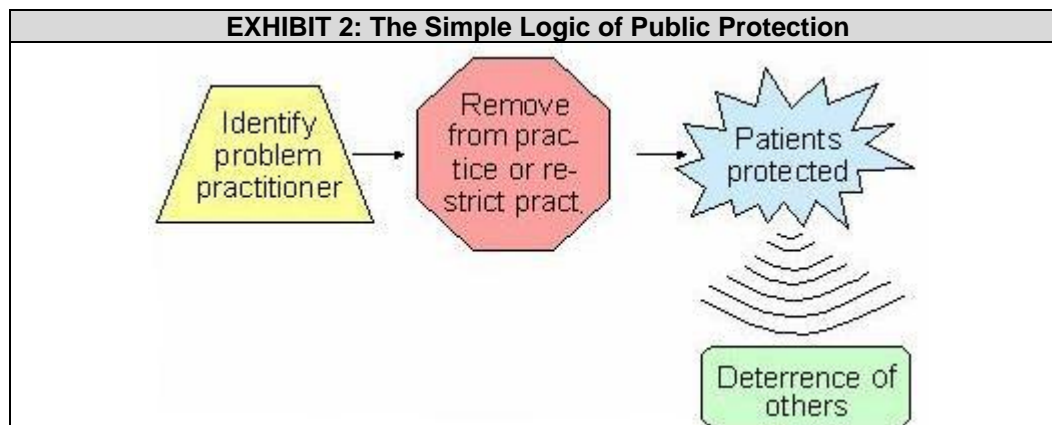 EXHIBIT 2: The Simple Logic of Public Protection
Identify
problem
practitioner
Remove
from prac-
tice or re-
strict pract.
Patients
protected
Deterrence of
others